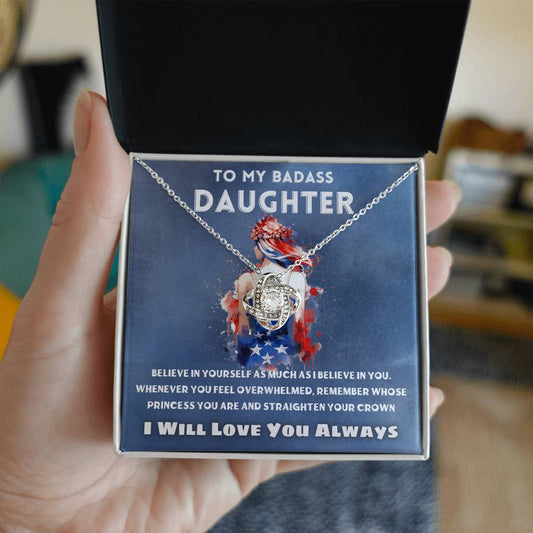 TO MY BADASS
DAUGHTER
BELIEVE IN YOURSELF AS MUCH AS I BELIEVE IN YOU.
WHENEVER YOU FEEL OVERWHELMED, REMEMBER WHOSE
PRINCESS YOU ARE AND STRAIGHTEN YOUR CROWN
I WILL LOVE YOU ALWAYS